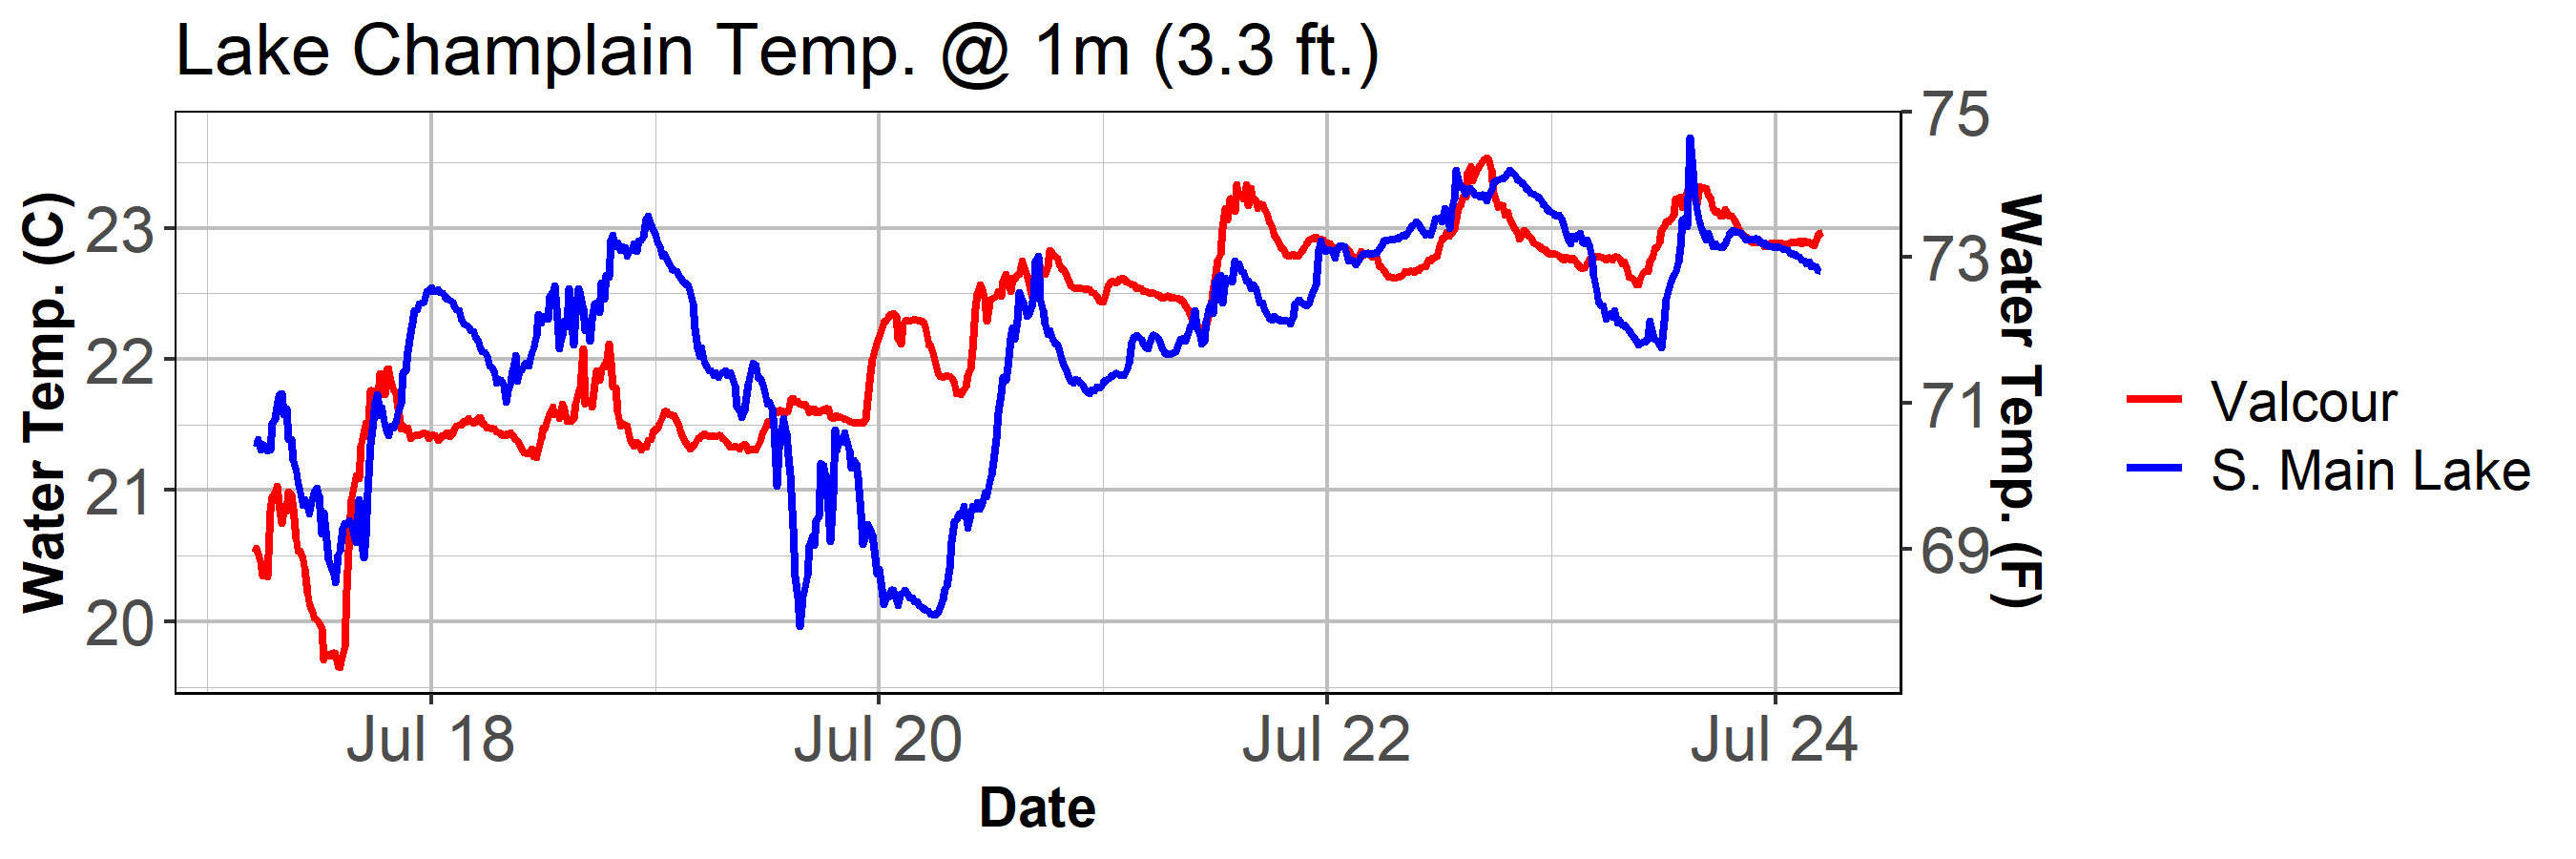 Lake Champlain Temp. @ 1m (3.3 ft.)
Water Temp. (C)
23
22
21
20
75
73
71
69
Water Temp. (F)
Jul 18
Jul 20
Jul 22
Jul 24
Date
Valcour
S. Main Lake